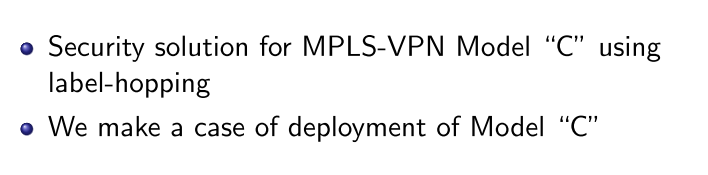 Security solution for MPLS-VPN Model “C” using
label-hopping
We make a case of deployment of Model “C”